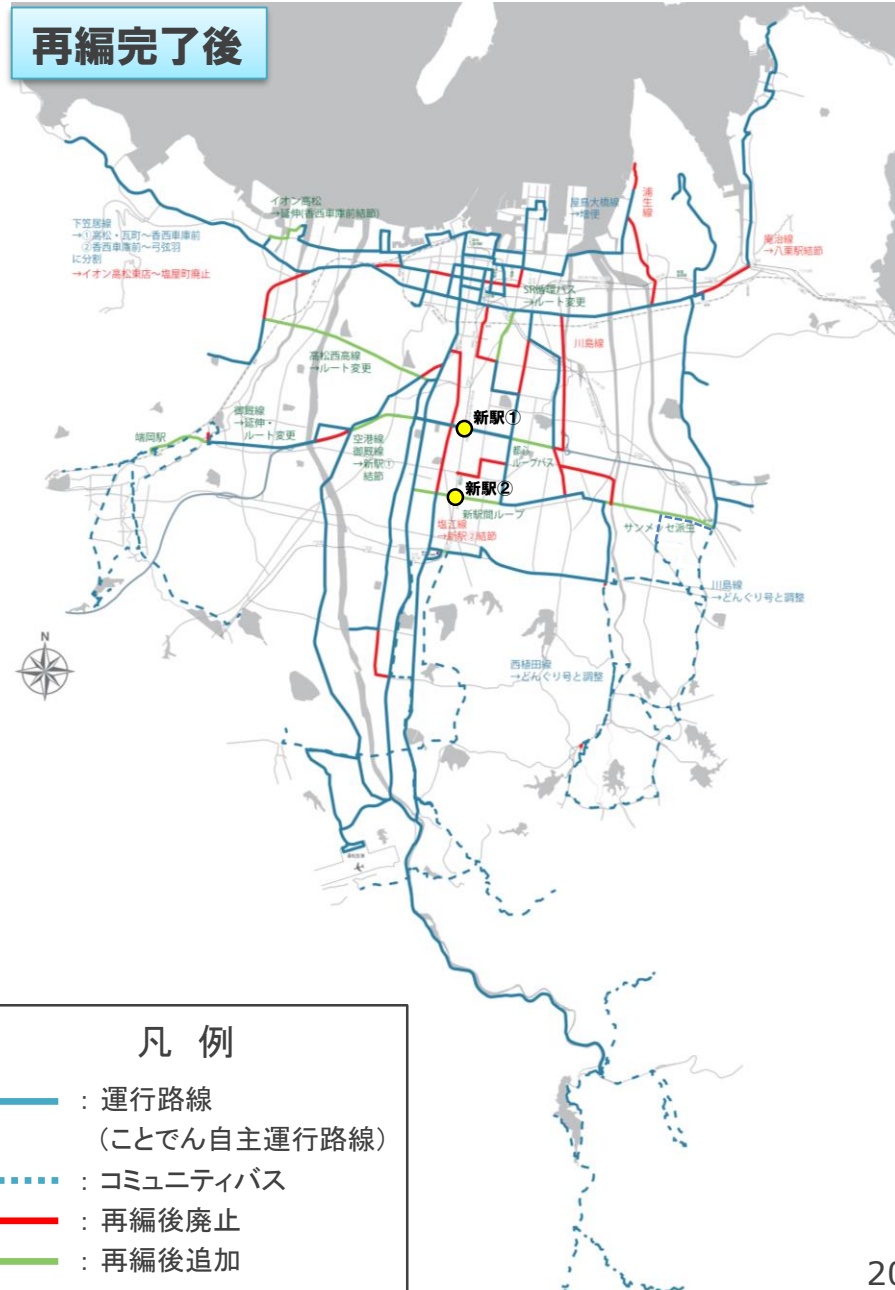 再編完了後
イオン高松
→延伸(香西車庫前結節)
下笠居線
→①高松・瓦町～香西車庫前
②香西車庫前～弓弦羽
に分割
→イオン高松東店～塩屋町廃止
屋島大橋線
→増便
浦生線
庵治線
→八栗駅結節
SR循環バス
→ルート変更
川島線
高松西高線
→ルート変更
新駅①
御厩線
→延伸・
ルート変更
端岡駅
空港線
御厩線
→新駅①
結節
ループバス
新駅②
新駅間ループ
塩江線
→新駅②結節
サンメッセ派生
川島線
→どんぐり号と調整
西植田線
→どんぐり号と調整
N
凡 例
: 運行路線
(ことでん自主運行路線)
: コミュニティバス
: 再編後廃止
: 再編後追加
20